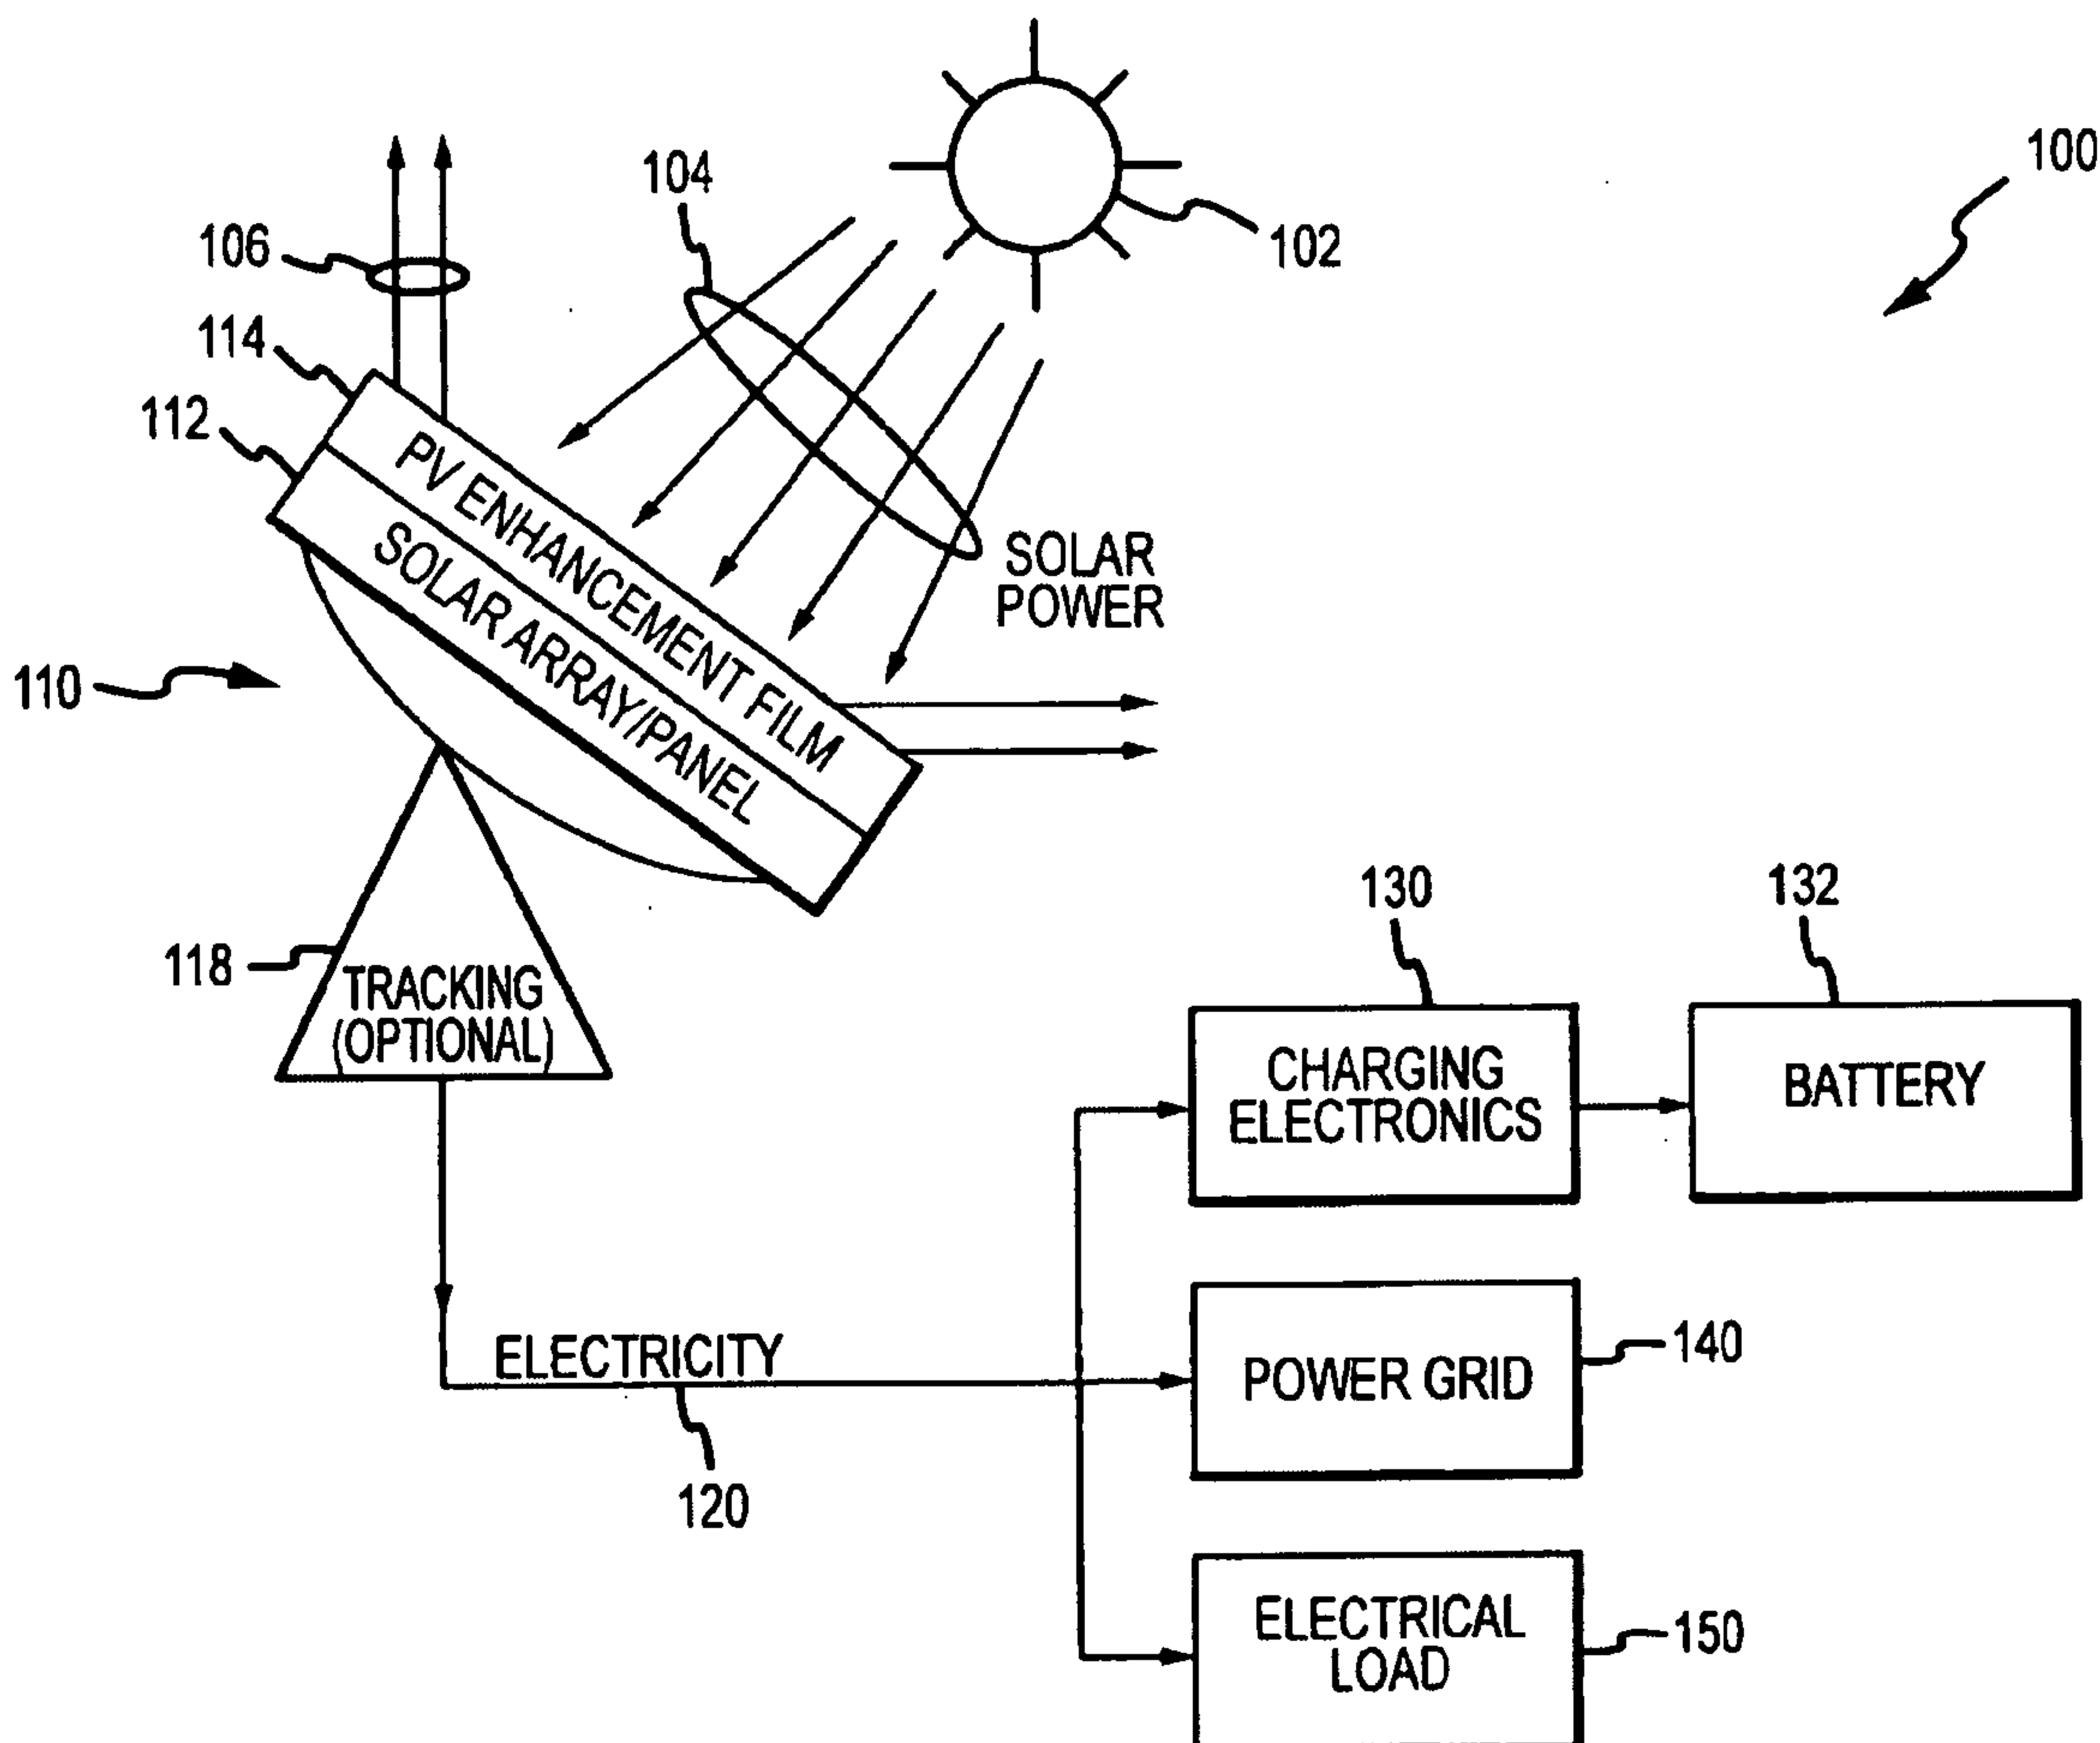 100
104
102
106
114
112
PV ENHANCEMENT FILM
SOLAR ARRAY/PANEL
SOLAR
POWER
110
118
TRACKING
(OPTIONAL)
130
132
CHARGING
ELECTRONICS
BATTERY
ELECTRICITY
120
POWER GRID
140
ELECTRICAL
LOAD
150